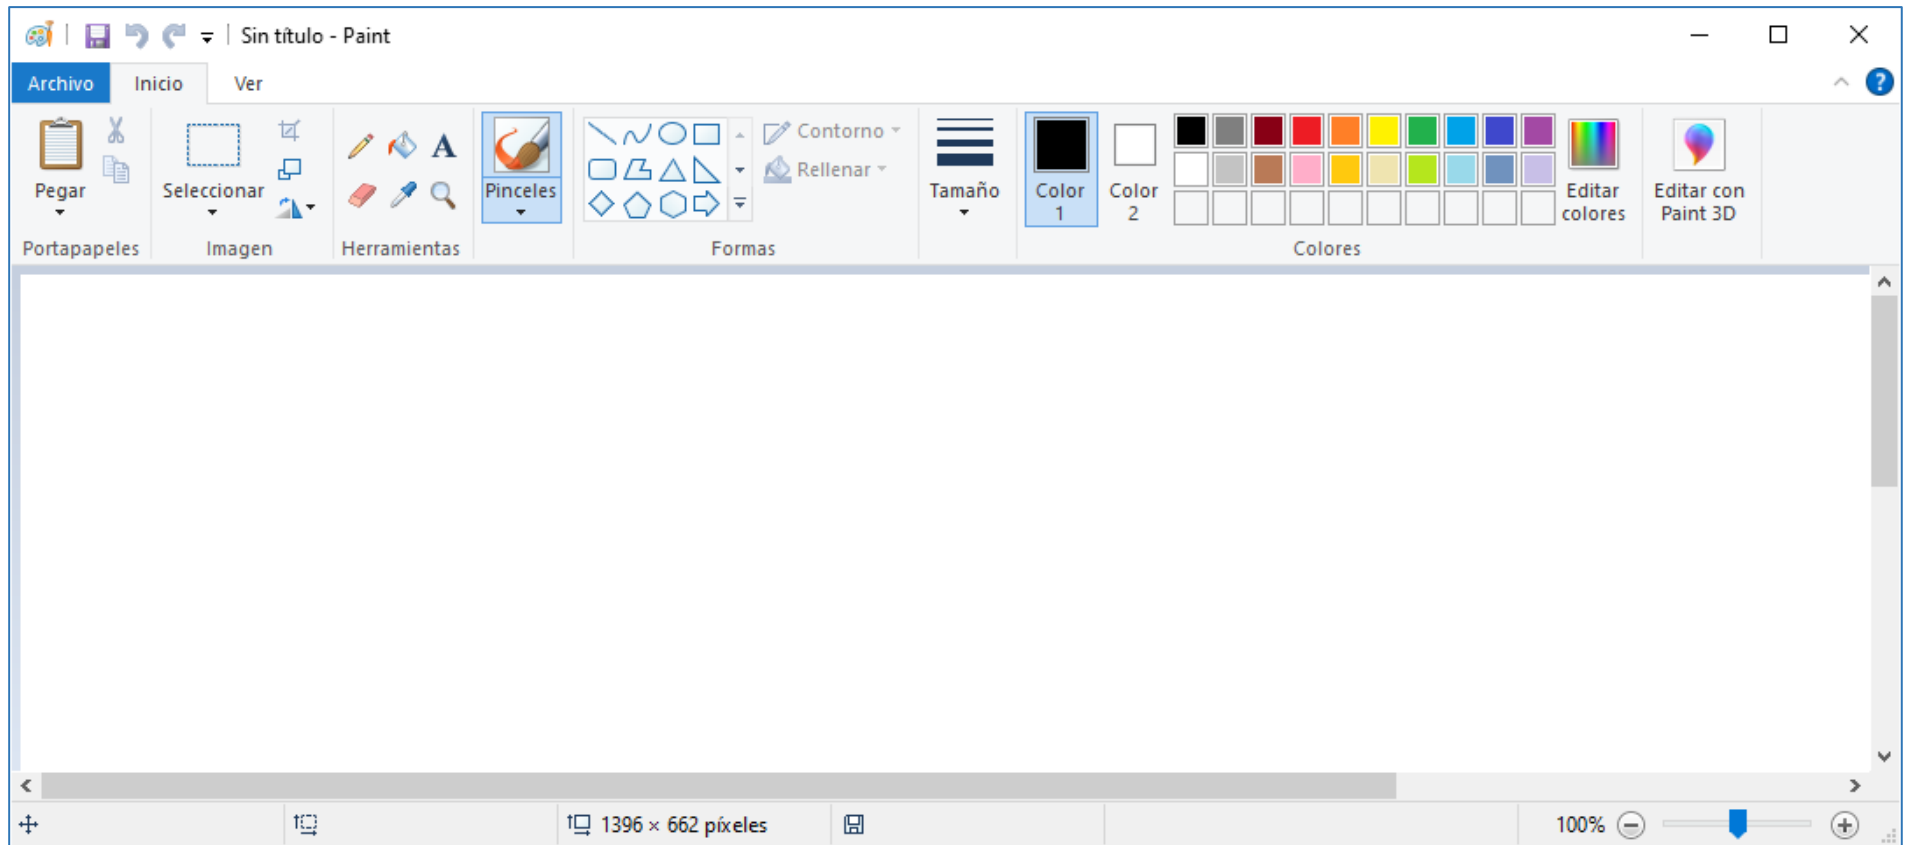 Sin título - Paint
Archivo Inicio Ver
Pegar
Portapapeles
Seleccionar
Imagen
A
Herramientas
Pinceles
Contorno
Rellenar
Formas
Tamaño
Color 1
Color 2
Editar colores
Colores
Editar con Paint 3D
1396 × 662 píxeles
100%